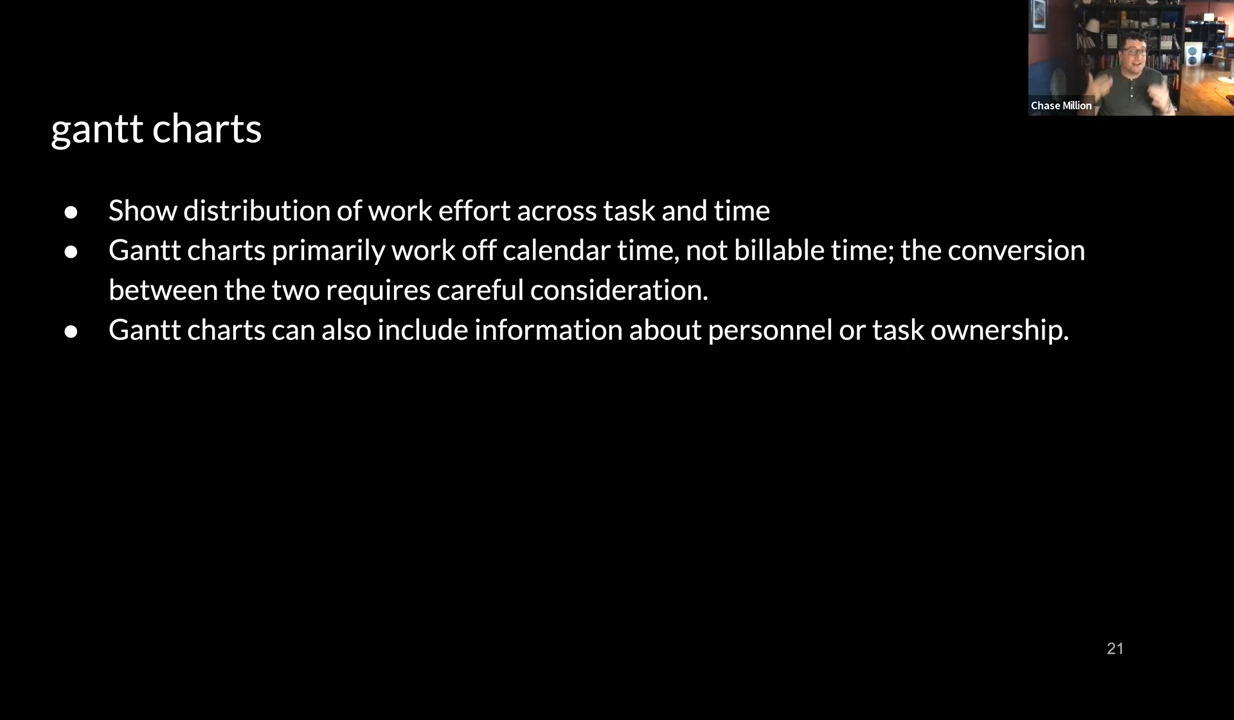 Chase Million
gantt charts
● Show distribution of work effort across task and time
● Gantt charts primarily work off calendar time, not billable time; the conversion
between the two requires careful consideration.
● Gantt charts can also include information about personnel or task ownership.
21